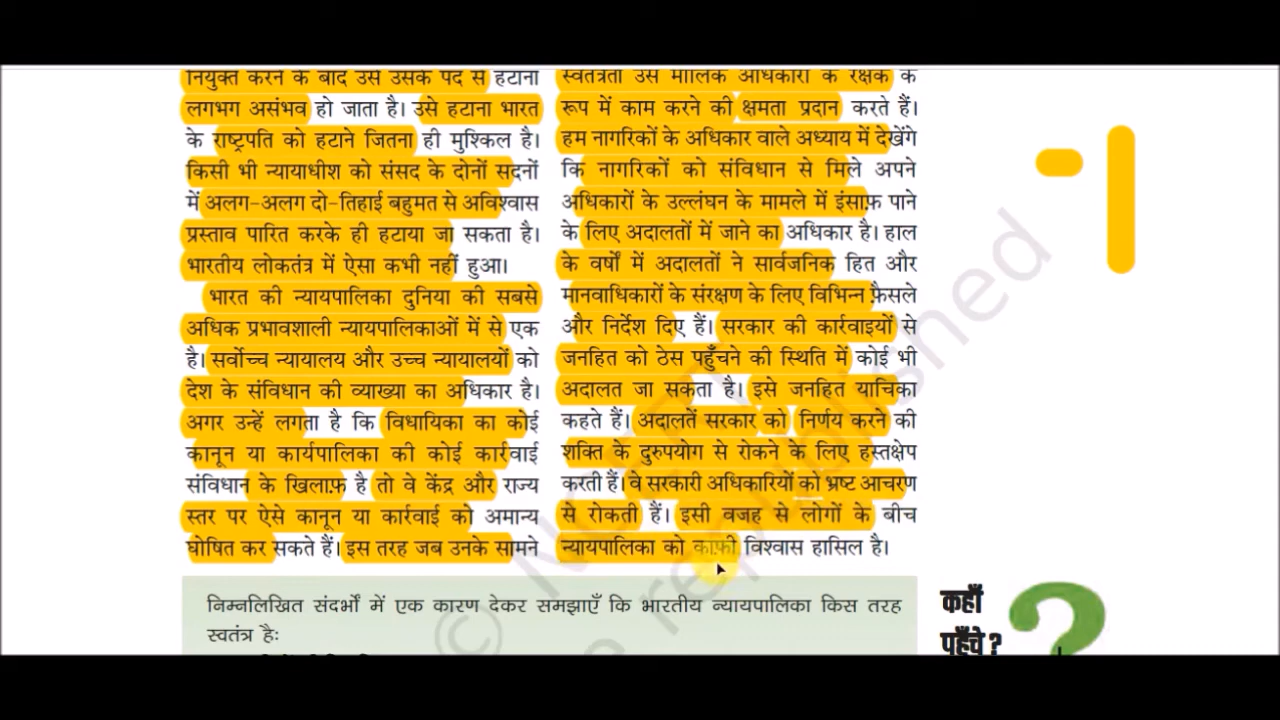 नियुक्त करने के बाद उसे उसके पद से हटाना
लगभग असंभव हो जाता है। उसे हटाना भारत
के राष्ट्रपति को हटाने जितना ही मुश्किल है।
किसी भी न्यायाधीश को संसद के दोनों सदनों
में अलग-अलग दो-तिहाई बहुमत से अविश्वास
प्रस्ताव पारित करके ही हटाया जा सकता है।
भारतीय लोकतंत्र में ऐसा कभी नहीं हुआ।
भारत की न्यायपालिका दुनिया की सबसे
अधिक प्रभावशाली न्यायपालिकाओं में से एक
है। सर्वोच्च न्यायालय और उच्च न्यायालयों को
देश के संविधान की व्याख्या का अधिकार है।
अगर उन्हें लगता है कि विधायिका का कोई
कानून या कार्यपालिका की कोई कार्रवाई
संविधान के खिलाफ़ है तो वे केंद्र और राज्य
स्तर पर ऐसे कानून या कार्रवाई को अमान्य
घोषित कर सकते हैं। इस तरह जब उनके सामने
स्वतंत्रता उसे मौलिक अधिकारों के रक्षक के
रूप में काम करने की क्षमता प्रदान करते हैं।
हम नागरिकों के अधिकार वाले अध्याय में देखेंगे
कि नागरिकों को संविधान से मिले अपने
अधिकारों के उल्लंघन के मामले में इंसाफ़ पाने
के लिए अदालतों में जाने का अधिकार है। हाल
के वर्षों में अदालतों ने सार्वजनिक हित और
मानवाधिकारों के संरक्षण के लिए विभिन्न फ़ैसले
और निर्देश दिए हैं। सरकार की कार्रवाइयों से
जनहित को ठेस पहुँचने की स्थिति में कोई भी
अदालत जा सकता है। इसे जनहित याचिका
कहते हैं। अदालतें सरकार को निर्णय करने की
शक्ति के दुरुपयोग से रोकने के लिए हस्तक्षेप
करती हैं। वे सरकारी अधिकारियों को भ्रष्ट आचरण
से रोकती हैं। इसी वजह से लोगों के बीच
न्यायपालिका को काफ़ी विश्वास हासिल है।
निम्नलिखित संदर्भों में एक कारण देकर समझाएँ कि भारतीय न्यायपालिका किस तरह
स्वतंत्र हैः
कहाँ
पहुँचे ?